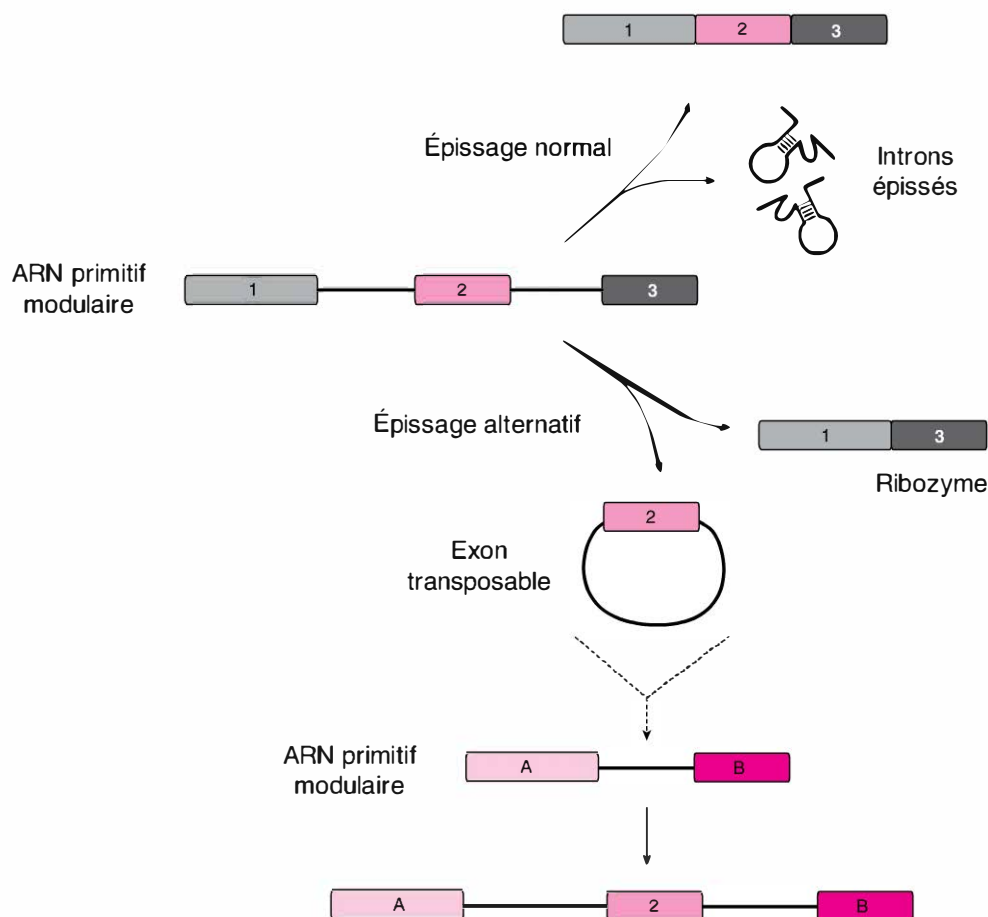 1 2 3
Épissage normal
Introns
épissés
ARN primitif
modulaire
1 2 3
Épissage alternatif
1 3
Ribozyme
2
Exon
transposable
ARN primitif
modulaire
A B
A 2 B